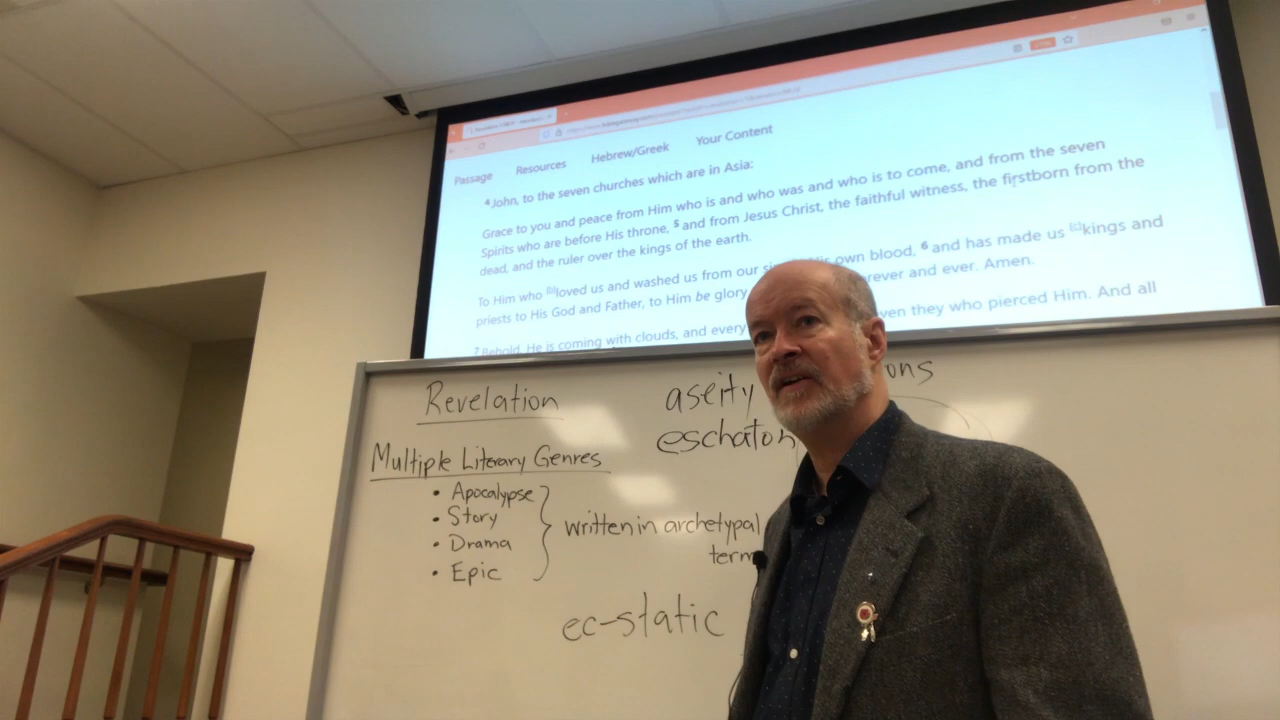 Passage Resources Hebrew/Greek Your Content
4 John, to the seven churches which are in Asia:
Grace to you and peace from Him who is and who was and who is to come, and from the seven
Spirits who are before His throne, 5 and from Jesus Christ, the faithful witness, the firstborn from the
dead, and the ruler over the kings of the earth.
To Him who [b]loved us and washed us from our own blood, 6 and has made us [c]kings and
priests to His God and Father, to Him be glory and ever. Amen.
7 Behold, He is coming with clouds, and every they who pierced Him. And all
Revelation aseity
eschaton
Multiple Literary Genres
• Apocalypse
• Story
• Drama
• Epic
written in archetypal
term
ec-static